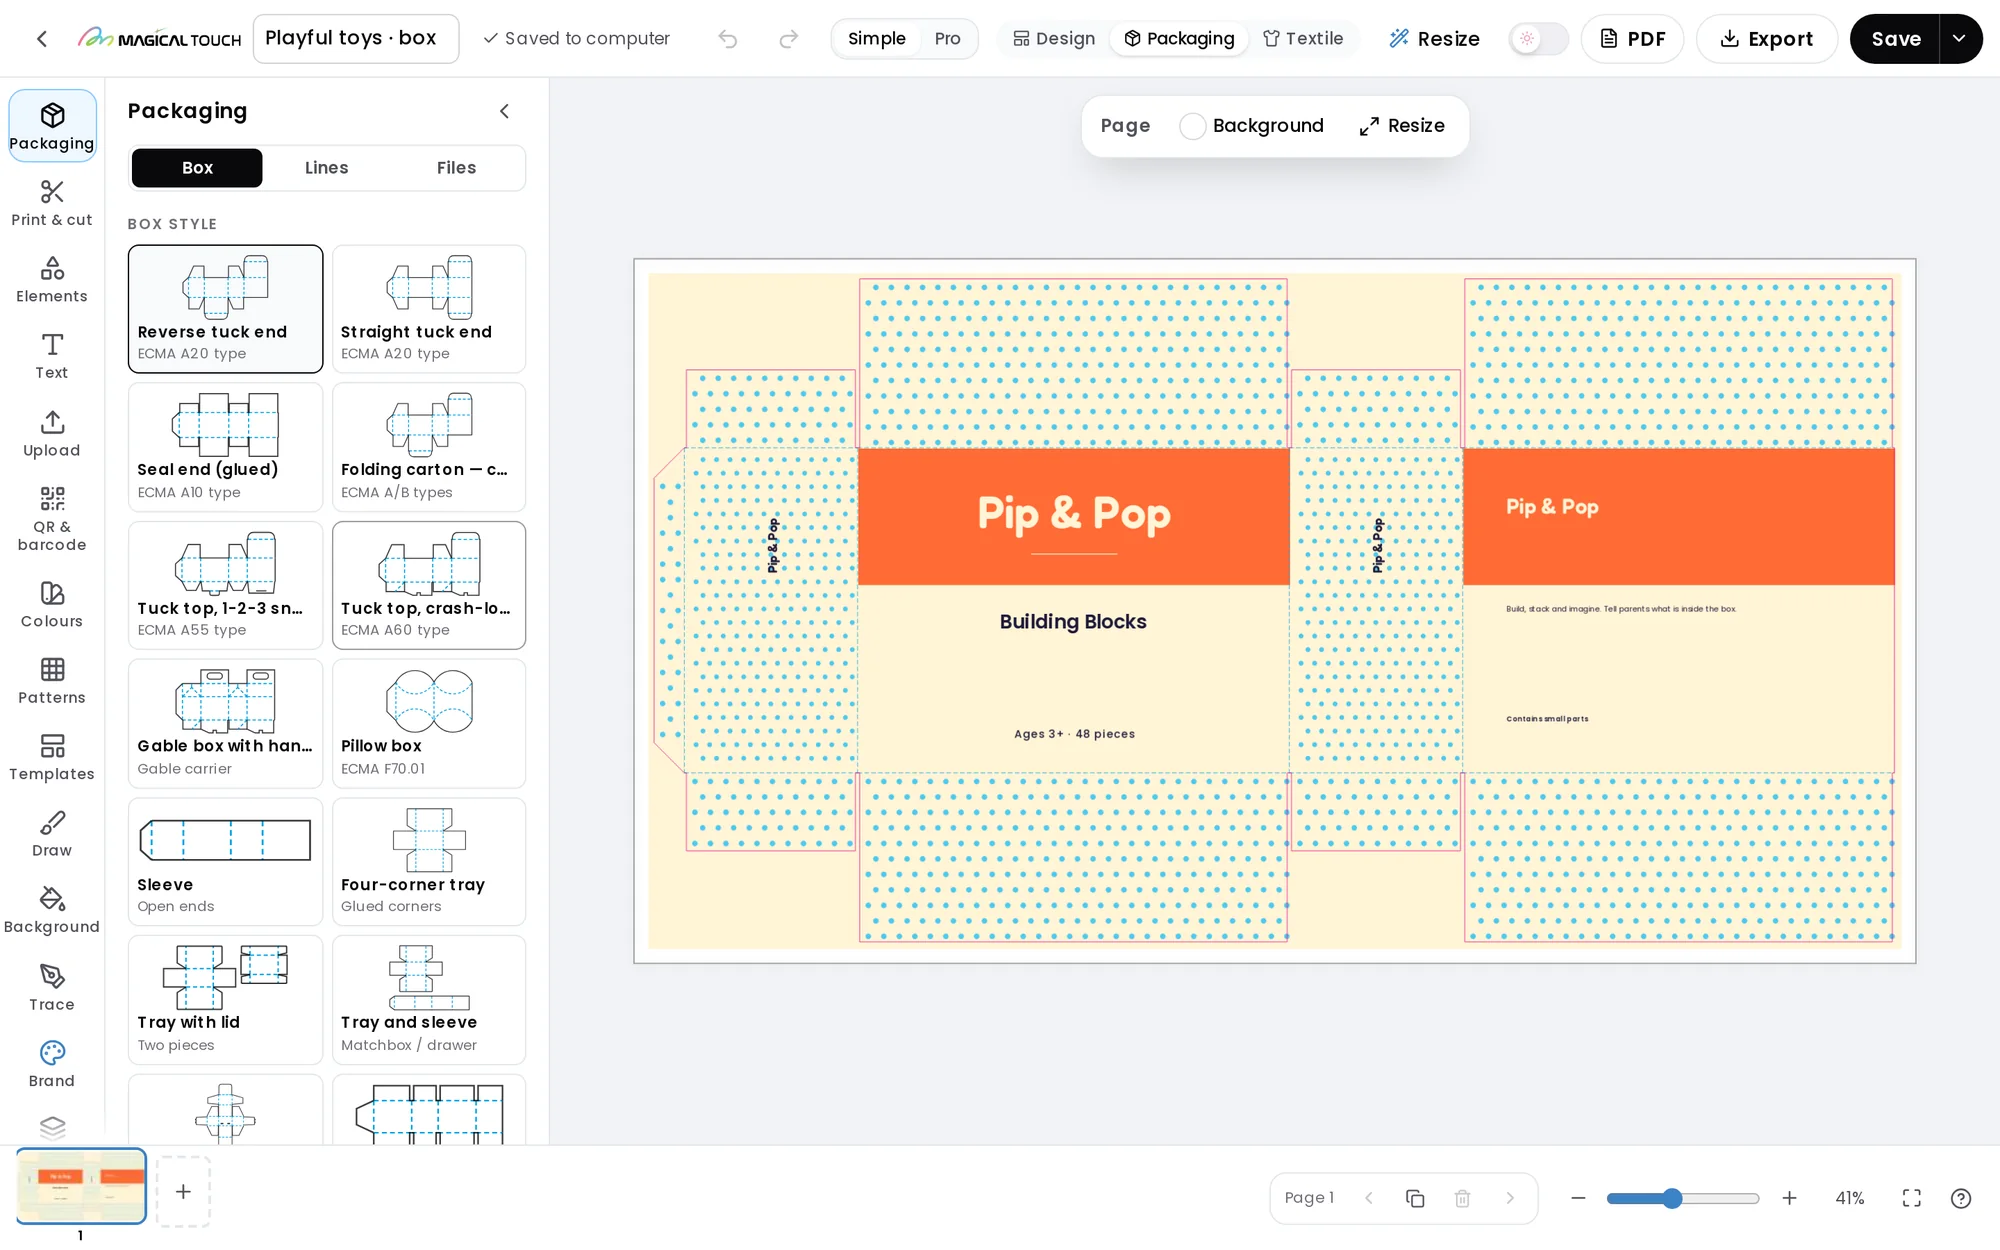 MAGICAL TOUCH
Playful toys · box
Saved to computer
Simple
Pro
Design
Packaging
Textile
Resize
PDF
Export
Save
Packaging
Print & cut
Elements
Text
Upload
QR & barcode
Colours
Patterns
Templates
Draw
Background
Trace
Brand
Packaging
Box
Lines
Files
BOX STYLE
Reverse tuck end
ECMA A20 type
Straight tuck end
ECMA A20 type
Seal end (glued)
ECMA A10 type
Folding carton — c...
ECMA A/B types
Tuck top, 1-2-3 sn...
ECMA A55 type
Tuck top, crash-lo...
ECMA A60 type
Gable box with han...
Gable carrier
Pillow box
ECMA F70.01
Sleeve
Open ends
Four-corner tray
Glued corners
Tray with lid
Two pieces
Tray and sleeve
Matchbox / drawer
Page
Background
Resize
Pip & Pop
Pip & Pop
Building Blocks
Ages 3+ · 48 pieces
Pip & Pop
Pip & Pop
Build, stack and imagine. Tell parents what is inside the box.
Contains small parts
1
Page 1
41%